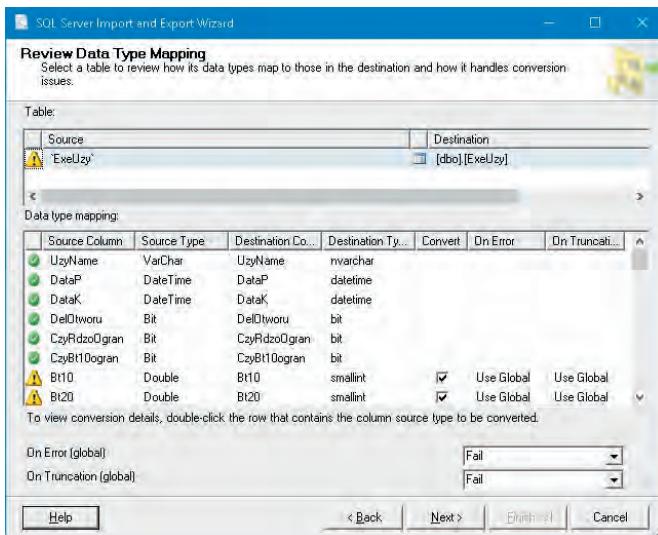 SQL Server Import and Export Wizard
Review Data Type Mapping
Select a table to review how its data types map to those in the destination and how it handles conversion
issues.
Table:
Source Destination
`ExelUzy` [dbo].[ExelUzy]
Data type mapping:
Source Column Source Type Destination Co... Destination Ty... Convert On Error On Truncati...
UzyName VarChar UzyName nvarchar
DataP DateTime DataP datetime
DataK DateTime DataK datetime
DelOtworu Bit DelOtworu bit
CzyRdzoOgran Bit CzyRdzoOgran bit
CzyBt10ogran Bit CzyBt10ogran bit
Bt10 Double Bt10 smallint Use Global Use Global
Bt20 Double Bt20 smallint Use Global Use Global
To view conversion details, double-click the row that contains the column source type to be converted.
On Error (global) Fail
On Truncation (global) Fail
Help < Back Next > Finish >>| Cancel